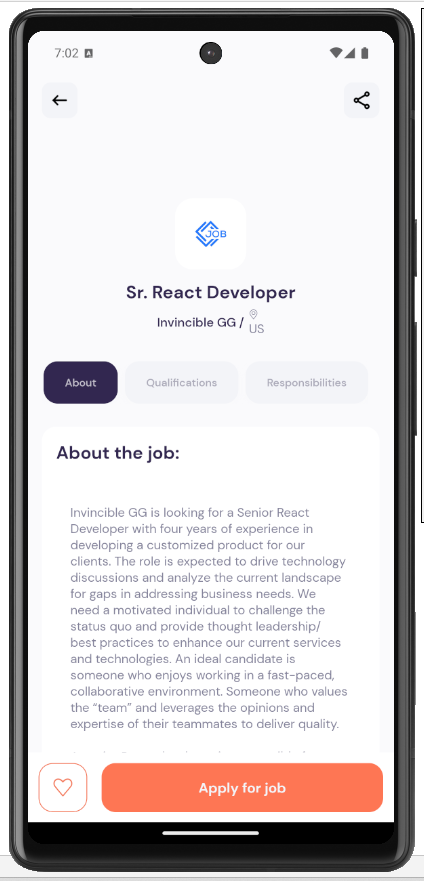 7:02 A
JOB
Sr. React Developer
Invincible GG / US
About Qualifications Responsibilities
About the job:
Invincible GG is looking for a Senior React
Developer with four years of experience in
developing a customized product for our
clients. The role is expected to drive technology
discussions and analyze the current landscape
for gaps in addressing business needs. We
need a motivated individual to challenge the
status quo and provide thought leadership/
best practices to enhance our current services
and technologies. An ideal candidate is
someone who enjoys working in a fast-paced,
collaborative environment. Someone who values
the “team” and leverages the opinions and
expertise of their teammates to deliver quality.
Apply for job